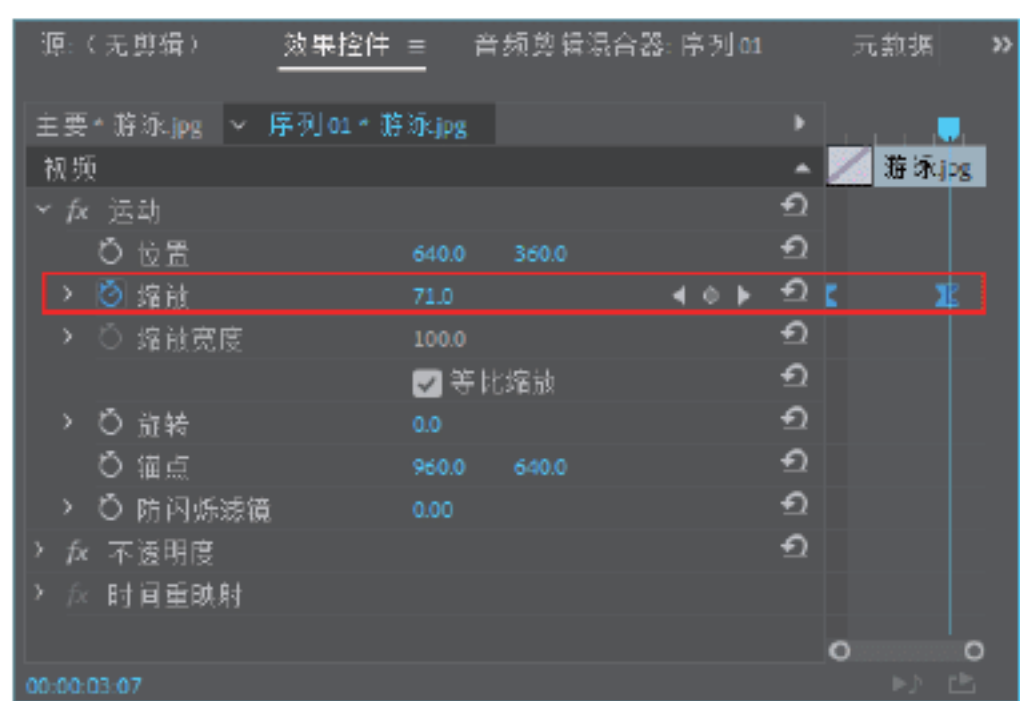 源:（无剪辑） 效果控件 ≡ 音频剪辑混合器: 序列 01 元数据 »
主要 * 游泳.jpg 序列 01 * 游泳.jpg
视频 游泳.jpg
fx 运动
位置 640.0 360.0
缩放 71.0
缩放宽度 100.0
等比缩放
旋转 0.0
锚点 960.0 640.0
防闪烁滤镜 0.00
fx 不透明度
fx 时间重映射
00:00:03:07